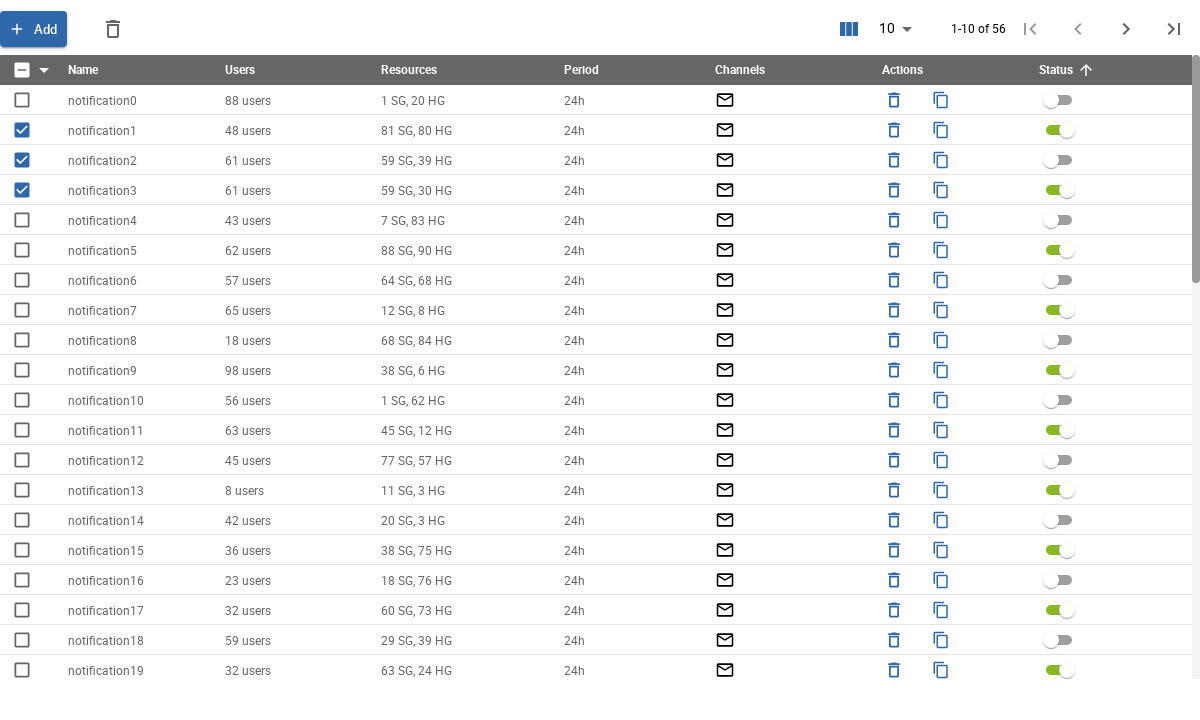 Add 10 1-10 of 56
Name Users Resources Period Channels Actions Status
notification0 88 users 1 SG, 20 HG 24h
notification1 48 users 81 SG, 80 HG 24h
notification2 61 users 59 SG, 39 HG 24h
notification3 61 users 59 SG, 30 HG 24h
notification4 43 users 7 SG, 83 HG 24h
notification5 62 users 88 SG, 90 HG 24h
notification6 57 users 64 SG, 68 HG 24h
notification7 65 users 12 SG, 8 HG 24h
notification8 18 users 68 SG, 84 HG 24h
notification9 98 users 38 SG, 6 HG 24h
notification10 56 users 1 SG, 62 HG 24h
notification11 63 users 45 SG, 12 HG 24h
notification12 45 users 77 SG, 57 HG 24h
notification13 8 users 11 SG, 3 HG 24h
notification14 42 users 20 SG, 3 HG 24h
notification15 36 users 38 SG, 75 HG 24h
notification16 23 users 18 SG, 76 HG 24h
notification17 32 users 60 SG, 73 HG 24h
notification18 59 users 29 SG, 39 HG 24h
notification19 32 users 63 SG, 24 HG 24h